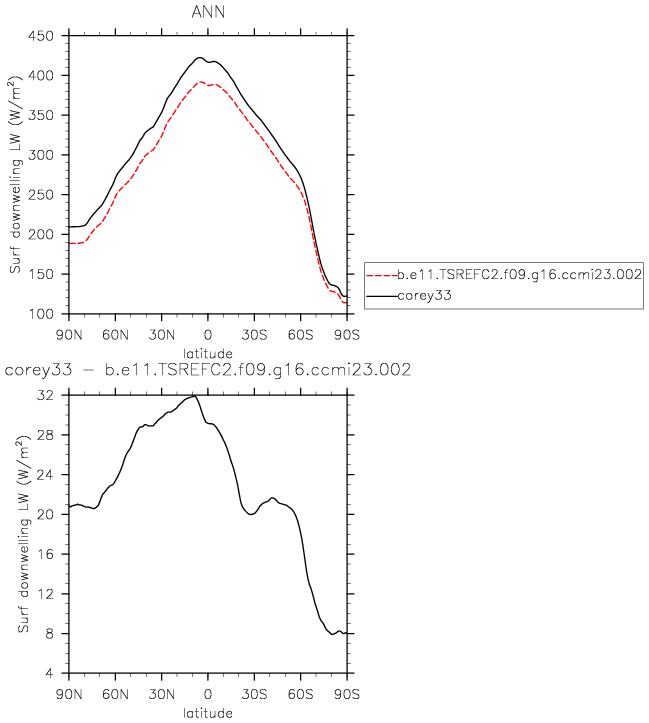 ANN
Surf downwelling LW (W/m²)
450
400
350
300
250
200
150
100
90N 60N 30N 0 30S 60S 90S
latitude
b.e11.TSREFC2.f09.g16.ccmi23.002
corey33
corey33 - b.e11.TSREFC2.f09.g16.ccmi23.002
Surf downwelling LW (W/m²)
32
28
24
20
16
12
8
4
90N 60N 30N 0 30S 60S 90S
latitude